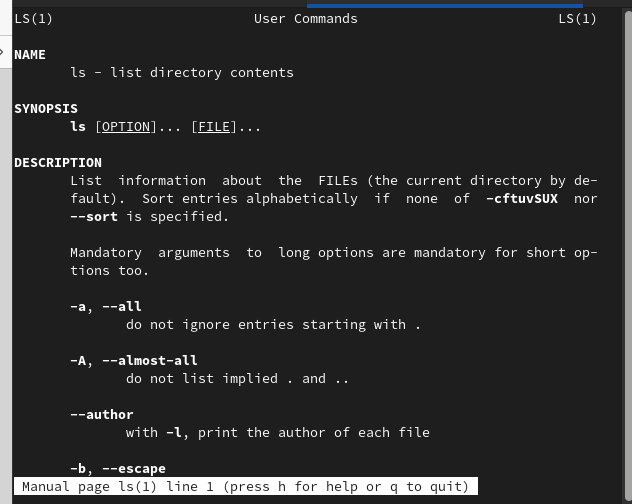 LS(1) User Commands LS(1)
NAME
ls - list directory contents
SYNOPSIS
ls [OPTION]... [FILE]...
DESCRIPTION
List information about the FILEs (the current directory by de-
fault). Sort entries alphabetically if none of -cftuvSUX nor
--sort is specified.
Mandatory arguments to long options are mandatory for short op-
tions too.
-a, --all
do not ignore entries starting with .
-A, --almost-all
do not list implied . and ..
--author
with -l, print the author of each file
-b, --escape
Manual page ls(1) line 1 (press h for help or q to quit)